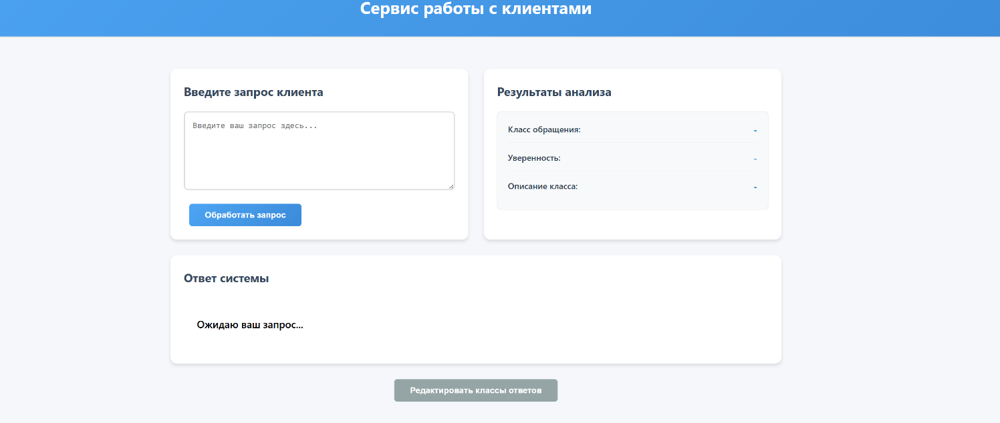 Сервис работы с клиентами
Введите запрос клиента
Введите ваш запрос здесь...
Обработать запрос
Результаты анализа
Класс обращения: -
Уверенность: -
Описание класса: -
Ответ системы
Ожидаю ваш запрос...
Редактировать классы ответов